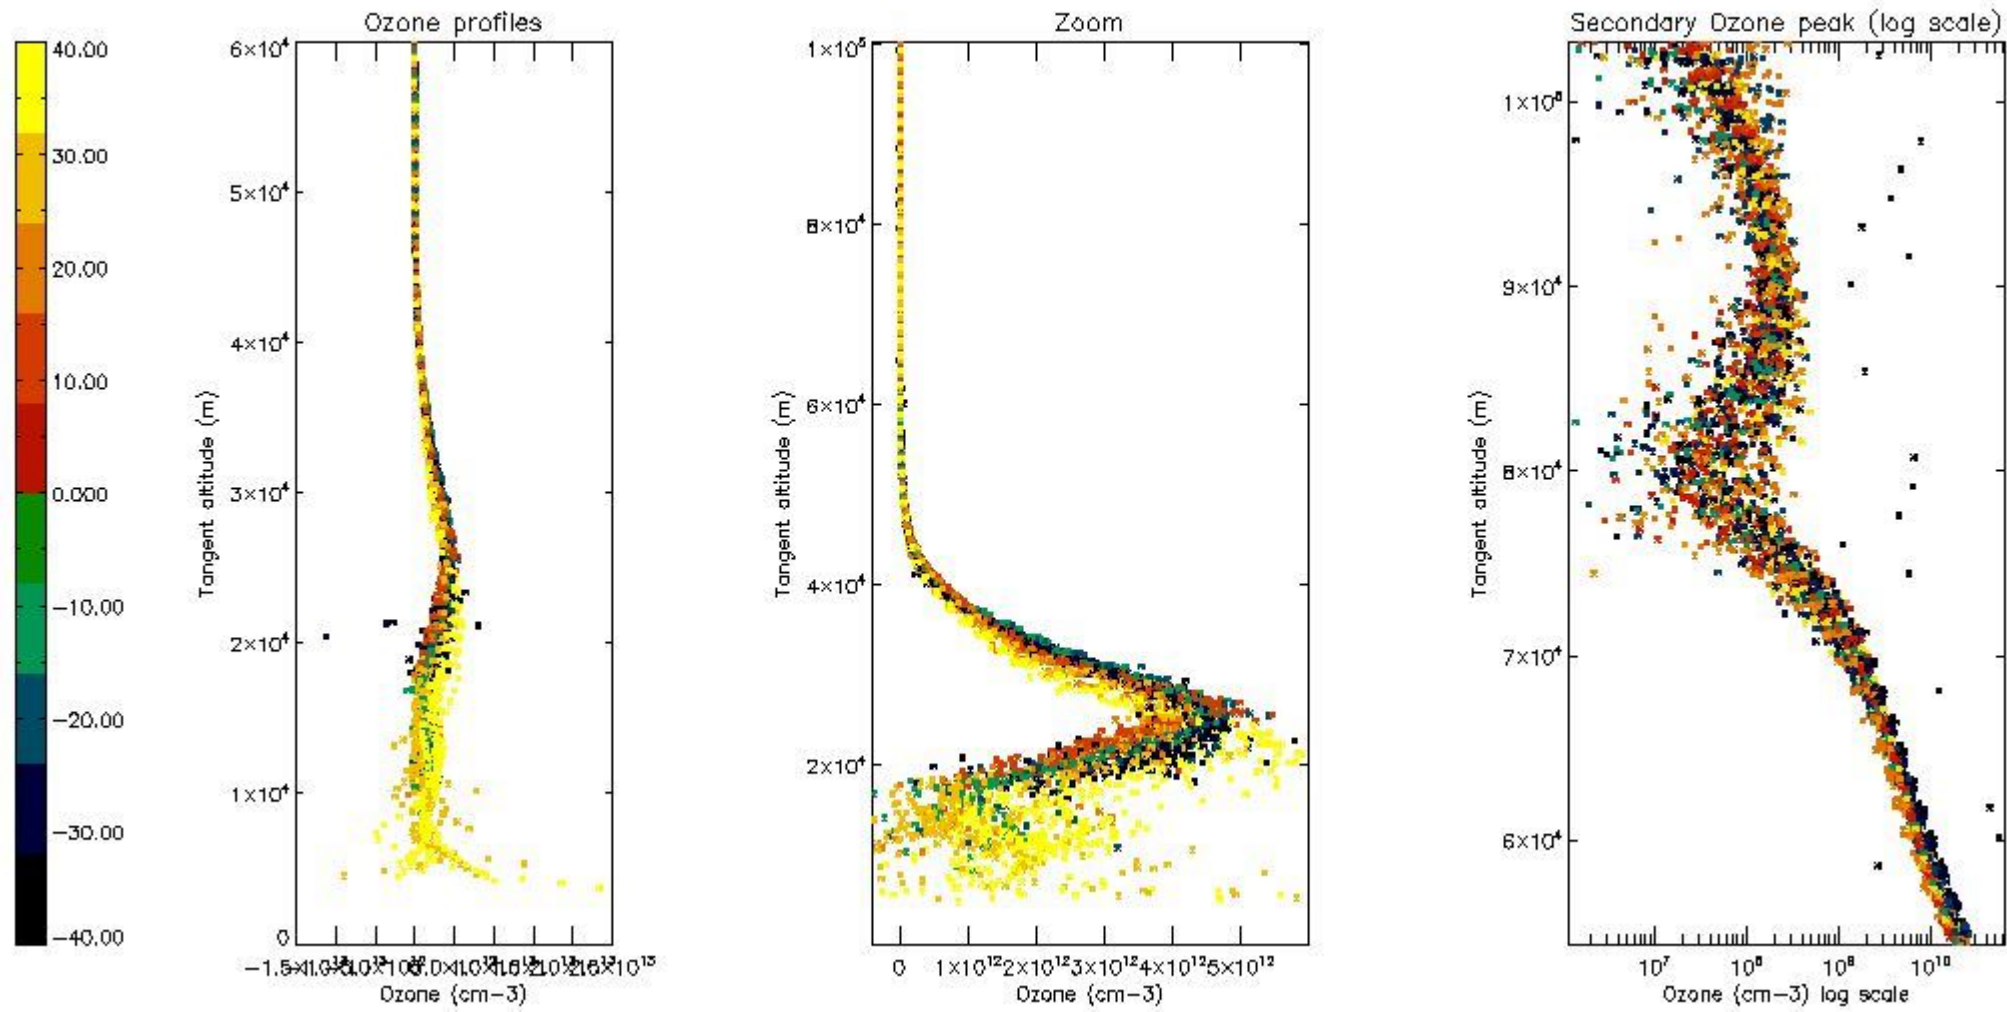 Ozone profiles
Zoom
Secondary Ozone peak (log scale)
40.00
30.00
20.00
10.00
0.000
−10.00
−20.00
−30.00
−40.00
Tangent altitude (m)
6×10⁴
5×10⁴
4×10⁴
3×10⁴
2×10⁴
1×10⁴
0
Ozone (cm−3)
Tangent altitude (m)
1×10⁵
8×10⁴
6×10⁴
4×10⁴
2×10⁴
0 1×10¹² 2×10¹² 3×10¹² 4×10¹² 5×10¹²
Ozone (cm−3)
Tangent altitude (m)
1×10⁵
9×10⁴
8×10⁴
7×10⁴
6×10⁴
10⁷ 10⁸ 10⁹ 10¹⁰
Ozone (cm−3) log scale